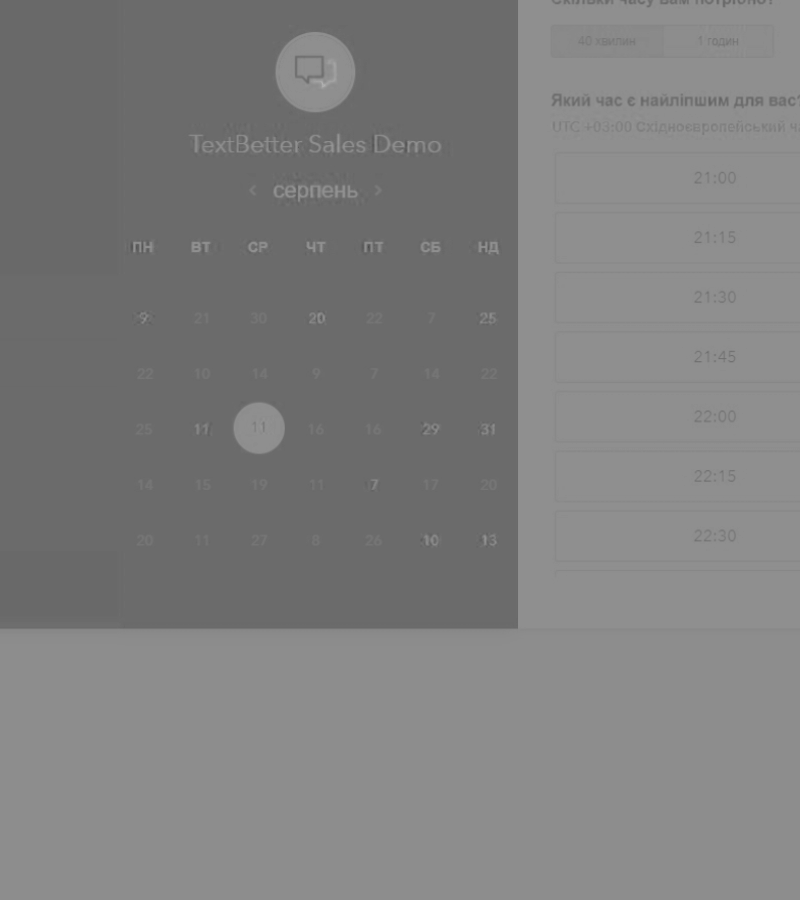 TextBetter Sales Demo
серпень
ПН ВТ СР ЧТ ПТ СБ НД
9 21 30 20 22 7 25
22 10 14 9 7 14 22
25 11 11 16 16 29 31
14 15 19 11 7 17 20
20 11 27 8 26 10 13
Скільки часу вам потрібно?
40 хвилин 1 годин
Який час є найліпшим для вас?
UTC +03:00 Східноєвропейський
21:00
21:15
21:30
21:45
22:00
22:15
22:30